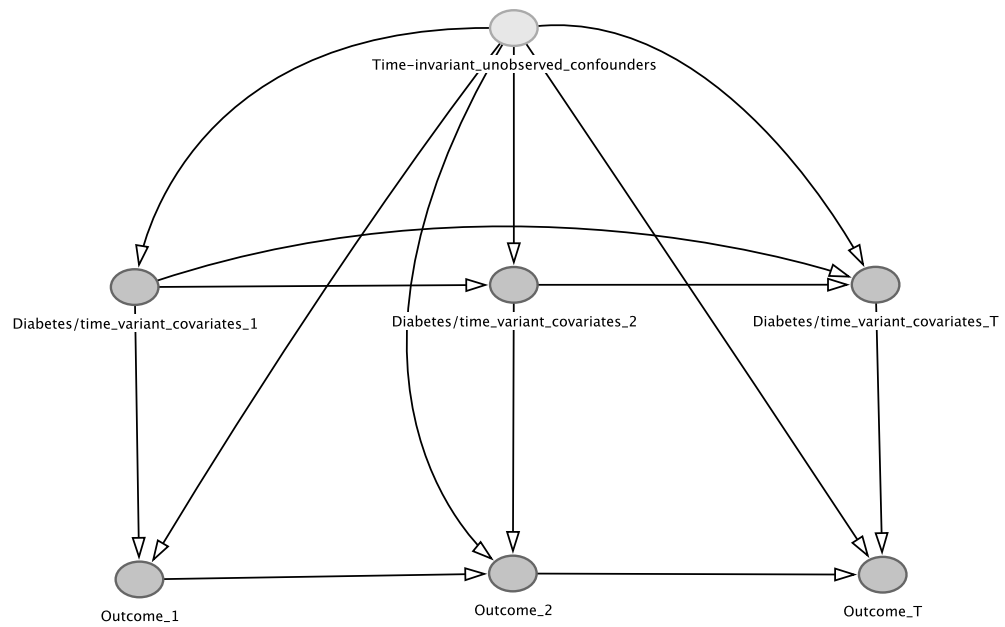 Time-invariant_unobserved_confounders
Diabetes/time_variant_covariates_1
Diabetes/time_variant_covariates_2
Diabetes/time_variant_covariates_T
Outcome_1
Outcome_2
Outcome_T